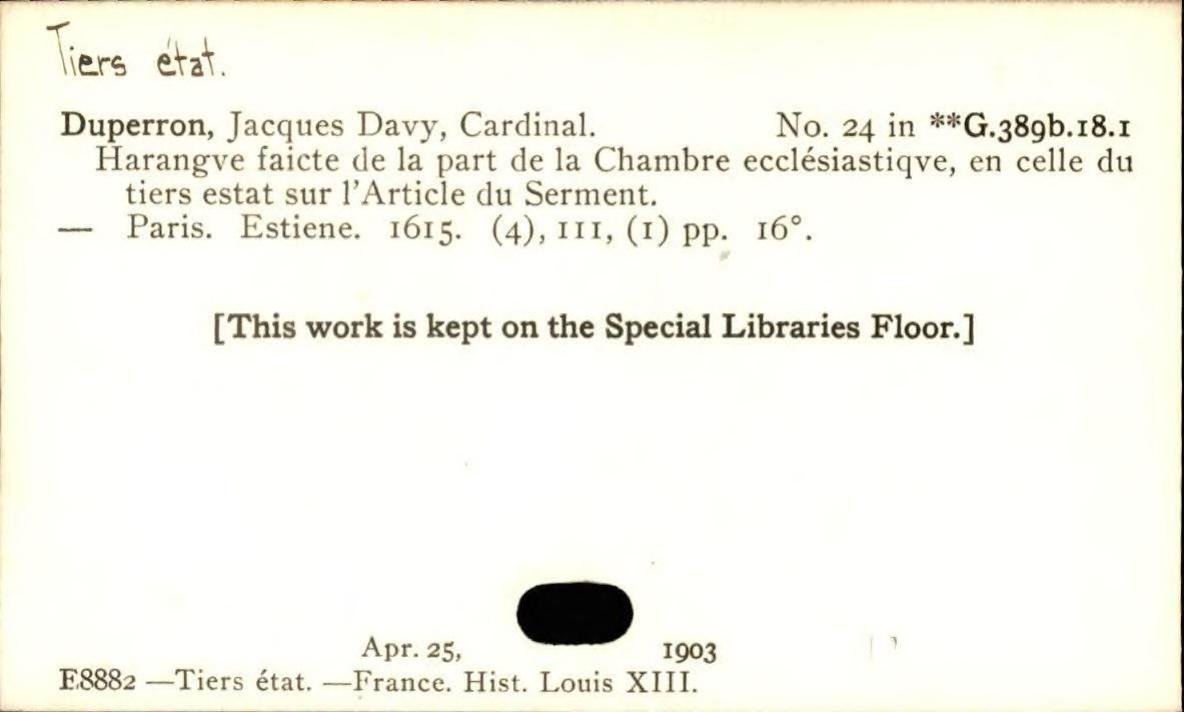 Tiers état.
Duperron, Jacques Davy, Cardinal. No. 24 in **G.389b.18.1
Harangve faicte de la part de la Chambre ecclésiastiqve, en celle du
tiers estat sur l'Article du Serment.
— Paris. Estiene. 1615. (4), 111, (1) pp. 16°.
[This work is kept on the Special Libraries Floor.]
Apr. 25, 1903
E8882 —Tiers état. —France. Hist. Louis XIII.